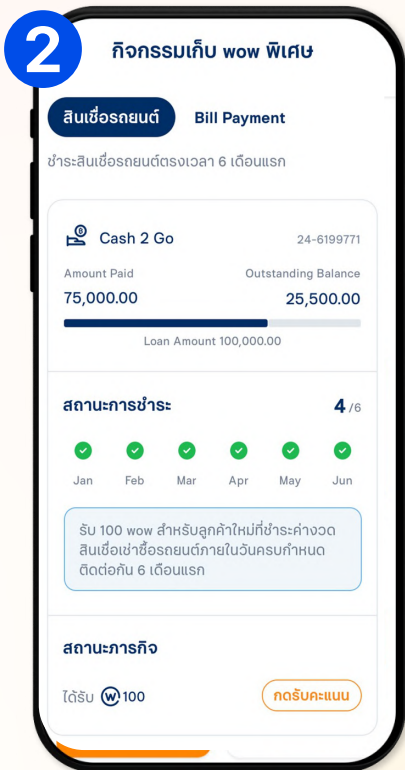 2
กิจกรรมเก็บ wow พิเศษ
สินเชื่อรถยนต์ Bill Payment
ชำระสินเชื่อรถยนต์ตรงเวลา 6 เดือนแรก
Cash 2 Go 24-6199771
Amount Paid Outstanding Balance
75,000.00 25,500.00
Loan Amount 100,000.00
สถานะการชำระ 4/6
Jan Feb Mar Apr May Jun
รับ 100 wow สำหรับลูกค้าใหม่ที่ชำระค่างวด
สินเชื่อเช่าซื้อรถยนต์ภายในวันครบกำหนด
ติดต่อกัน 6 เดือนแรก
สถานะภารกิจ
ได้รับ W 100 กดรับคะแนน